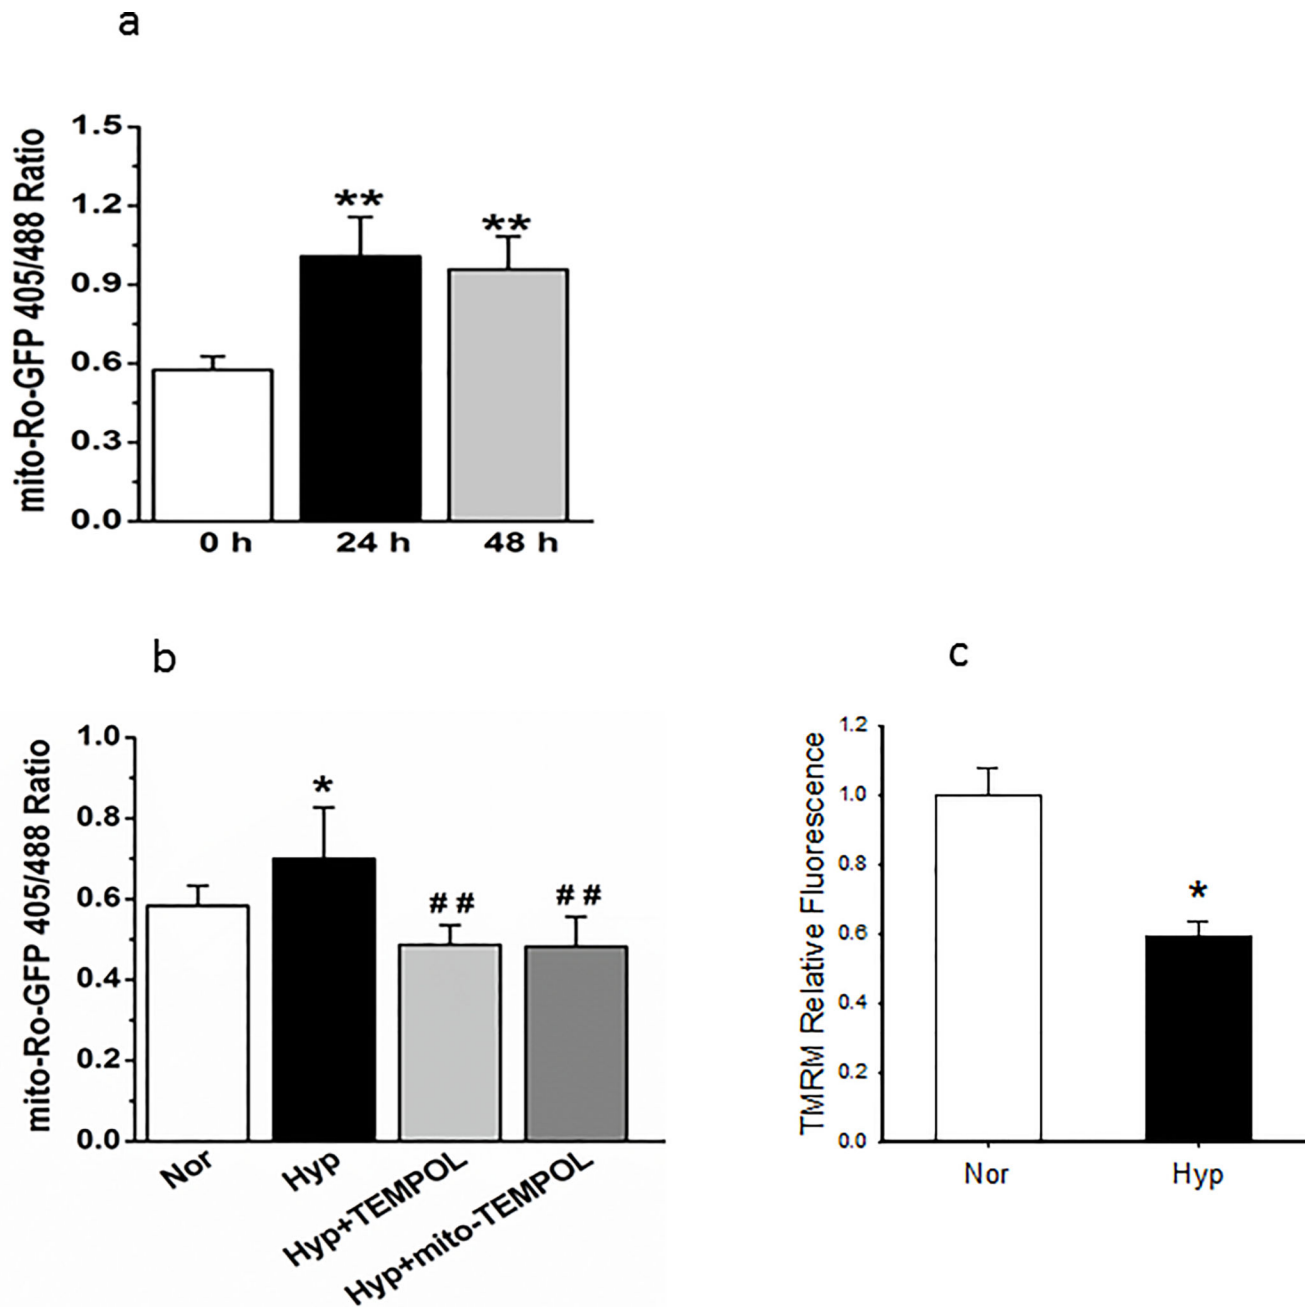 a
mito-Ro-GFP 405/488 Ratio
1.5
1.2
0.9
0.6
0.3
0.0
**
**
0 h
24 h
48 h
b
mito-Ro-GFP 405/488 Ratio
1.0
0.8
0.6
0.4
0.2
0.0
*
##
##
Nor
Hyp
Hyp+TEMPOL
Hyp+mito-TEMPOL
c
TMRM Relative Fluorescence
1.2
1.0
0.8
0.6
0.4
0.2
0.0
*
Nor
Hyp